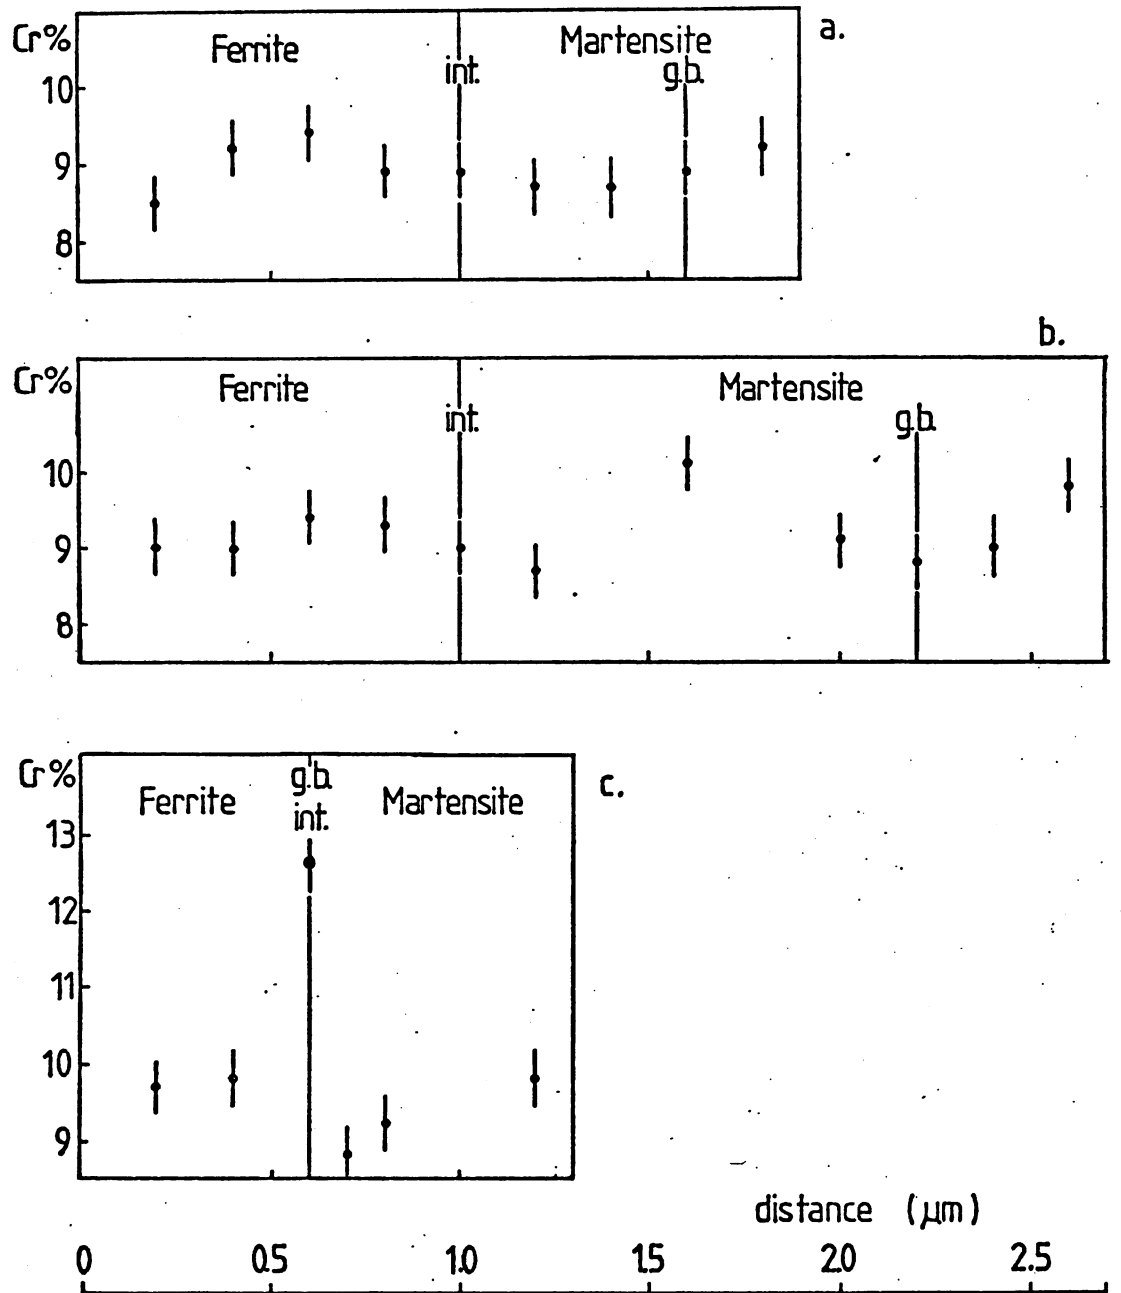 a.
Cr%
Ferrite
Martensite
int.
g.b.
10
9
8
b.
Cr%
Ferrite
Martensite
int.
g.b.
10
9
8
c.
Cr%
g.b.
int.
Ferrite
Martensite
13
12
11
10
9
distance (μm)
0 0.5 1.0 1.5 2.0 2.5